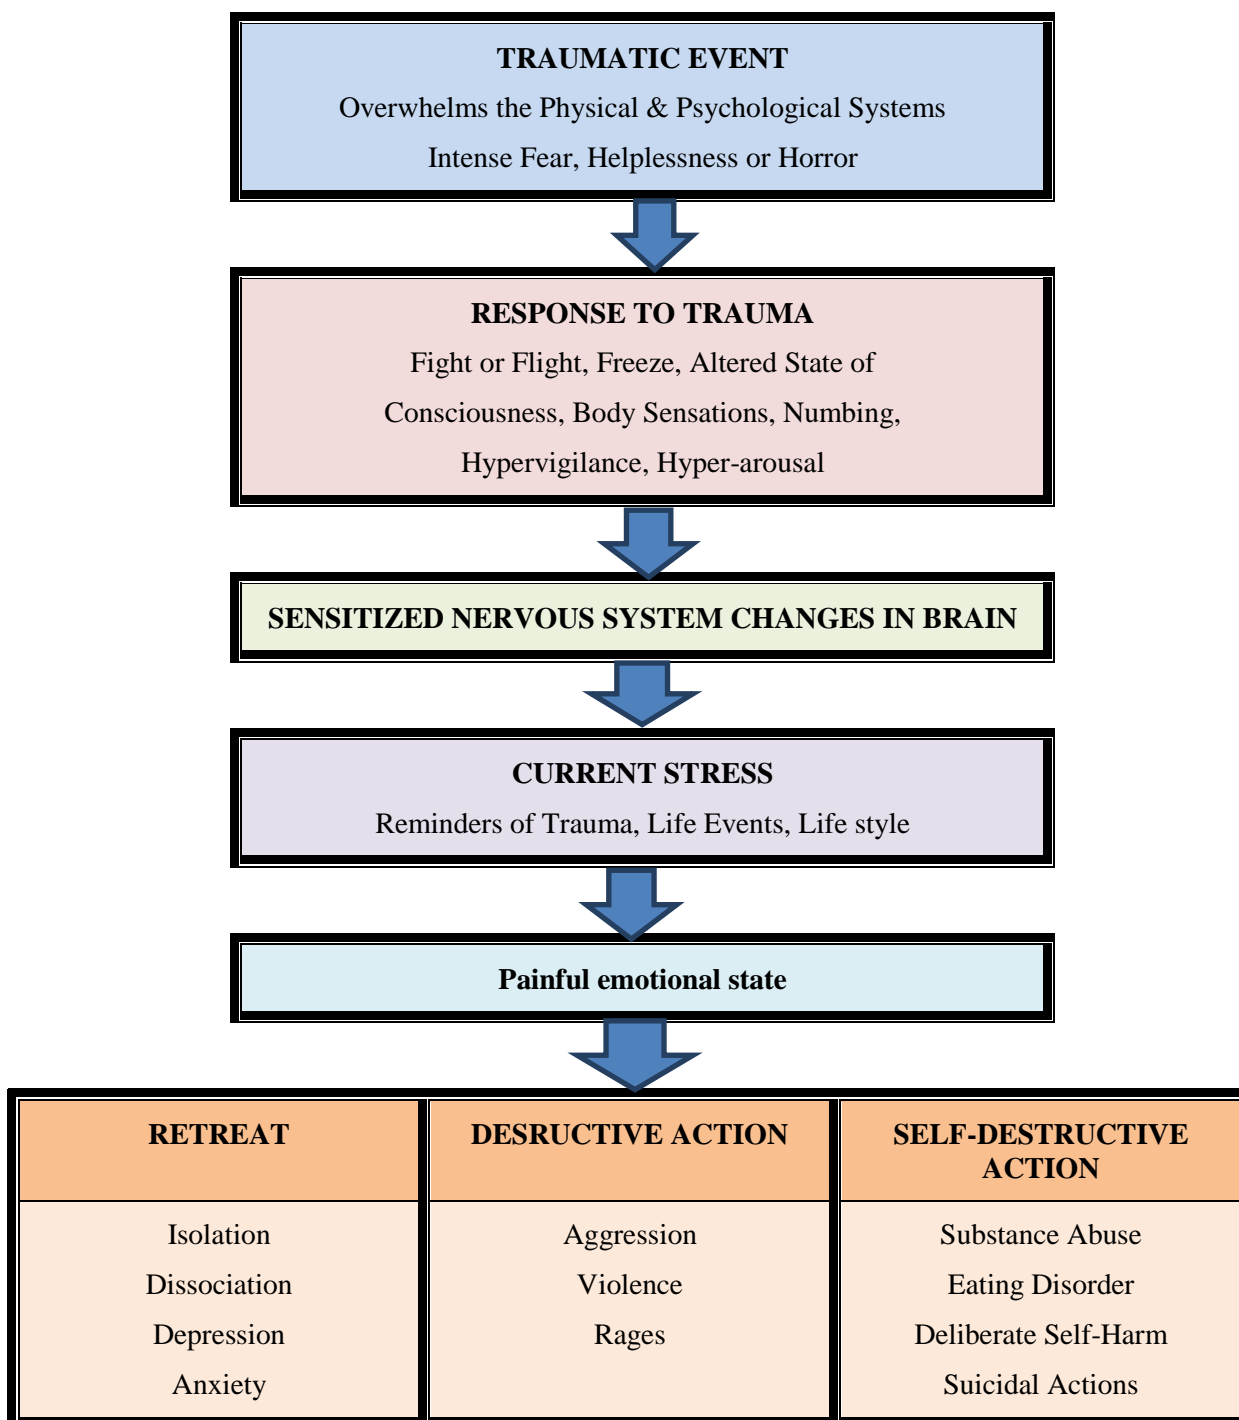 TRAUMATIC EVENT
Overwhelms the Physical & Psychological Systems
Intense Fear, Helplessness or Horror
RESPONSE TO TRAUMA
Fight or Flight, Freeze, Altered State of
Consciousness, Body Sensations, Numbing,
Hypervigilance, Hyper-arousal
SENSITIZED NERVOUS SYSTEM CHANGES IN BRAIN
CURRENT STRESS
Reminders of Trauma, Life Events, Life style
Painful emotional state
RETREAT
Isolation
Dissociation
Depression
Anxiety
DESRUCTIVE ACTION
Aggression
Violence
Rages
SELF-DESTRUCTIVE
ACTION
Substance Abuse
Eating Disorder
Deliberate Self-Harm
Suicidal Actions